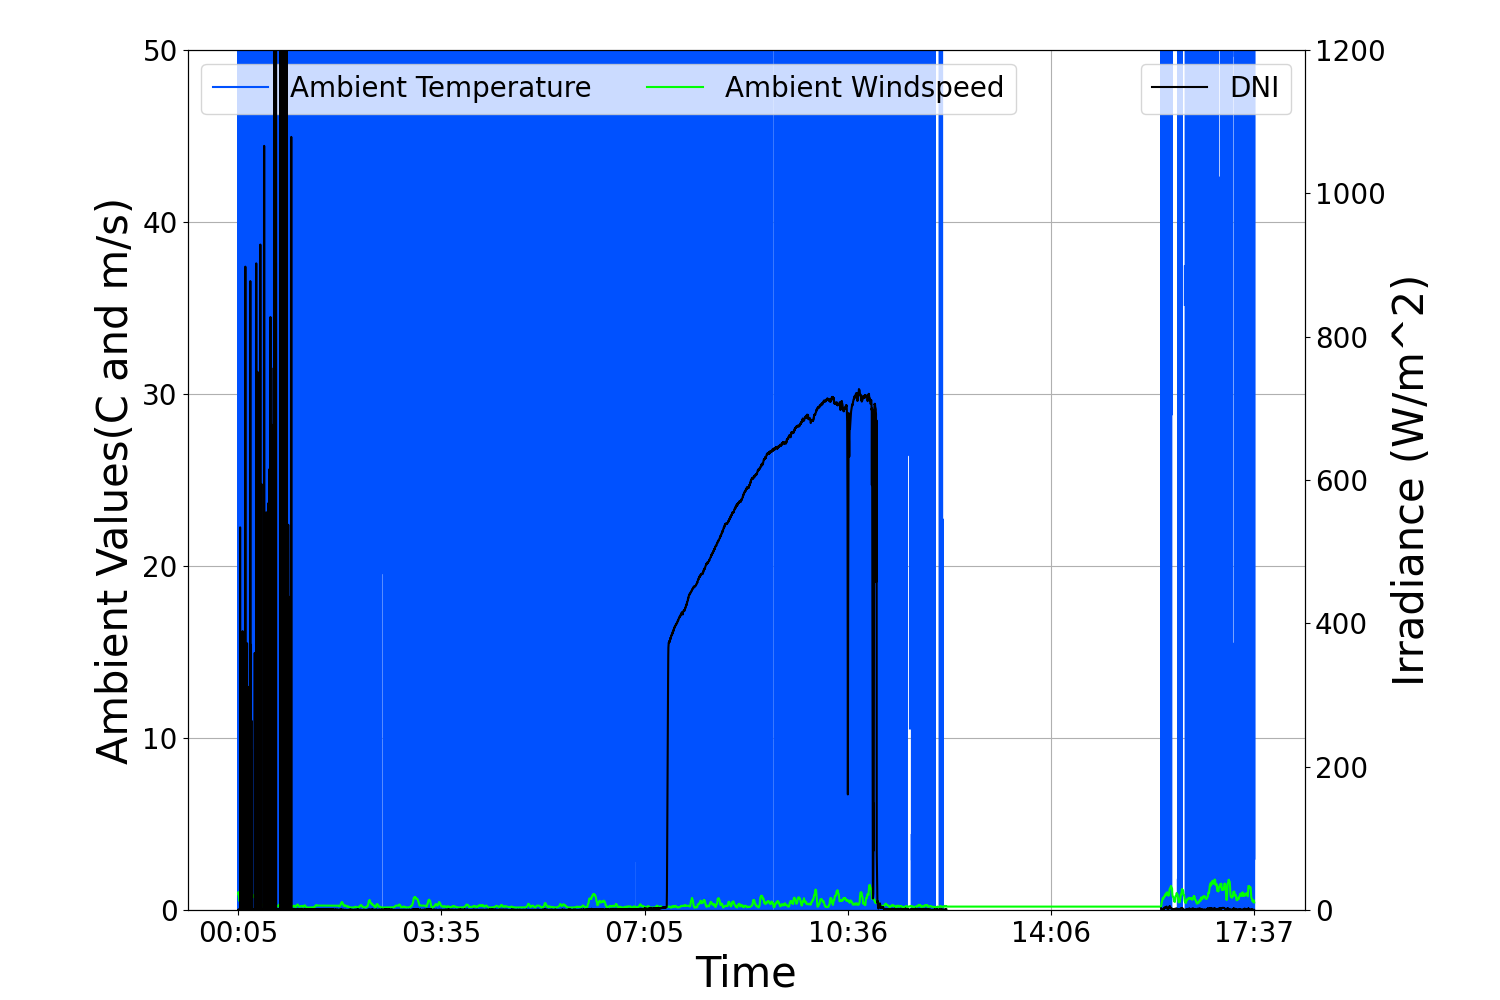 Ambient Temperature
Ambient Windspeed
DNI
Ambient Values(C and m/s)
50
40
30
20
10
0
1200
1000
800
600
400
200
0
Irradiance (W/m^2)
00:05 03:35 07:05 10:36 14:06 17:37
Time